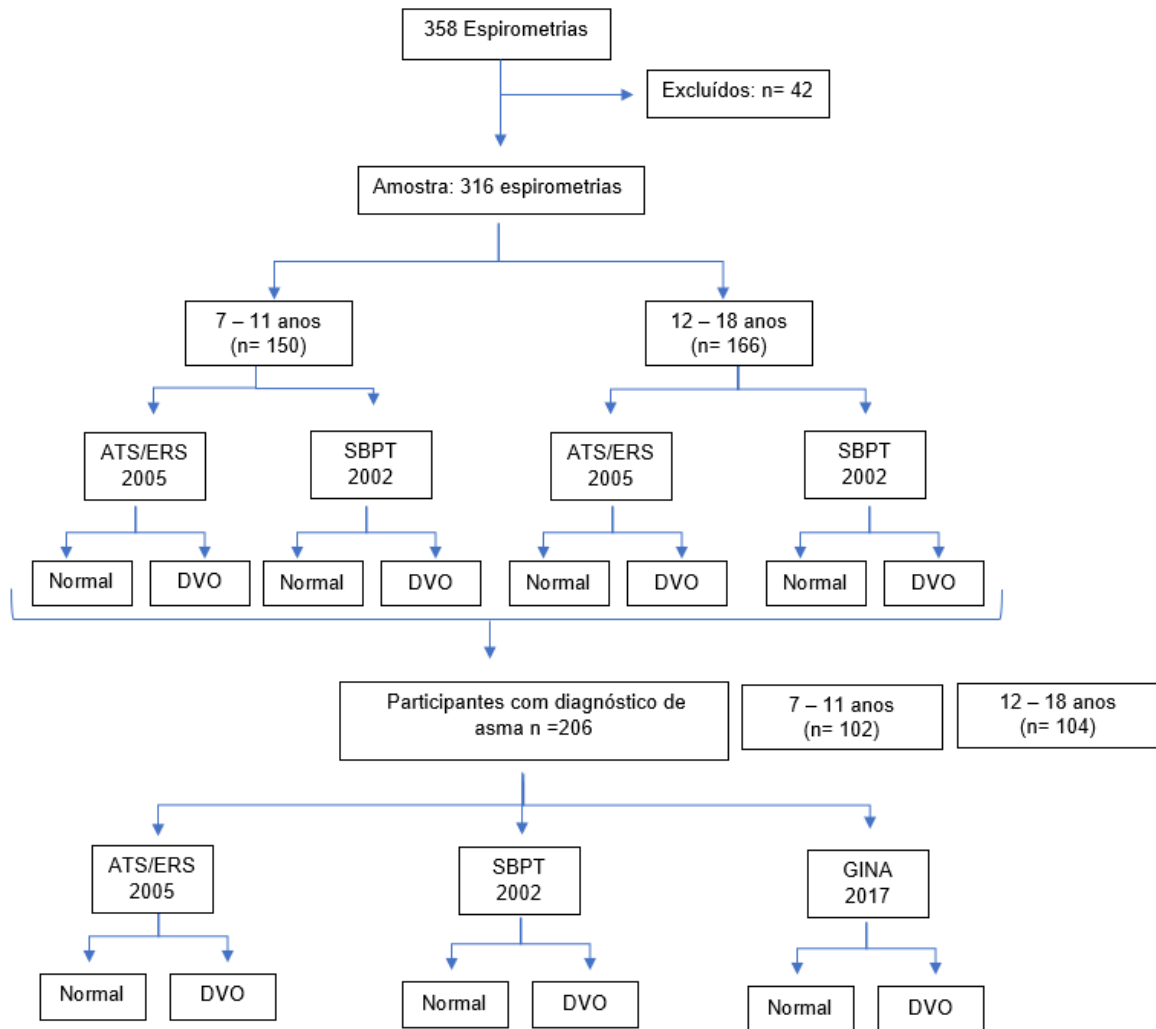 358 Espirometrias
Excluídos: n= 42
Amostra: 316 espirometrias
7 – 11 anos
(n= 150)
12 – 18 anos
(n= 166)
ATS/ERS
2005
SBPT
2002
ATS/ERS
2005
SBPT
2002
Normal
DVO
Normal
DVO
Normal
DVO
Normal
DVO
Participantes com diagnóstico de
asma n =206
7 – 11 anos
(n= 102)
12 – 18 anos
(n= 104)
ATS/ERS
2005
SBPT
2002
GINA
2017
Normal
DVO
Normal
DVO
Normal
DVO